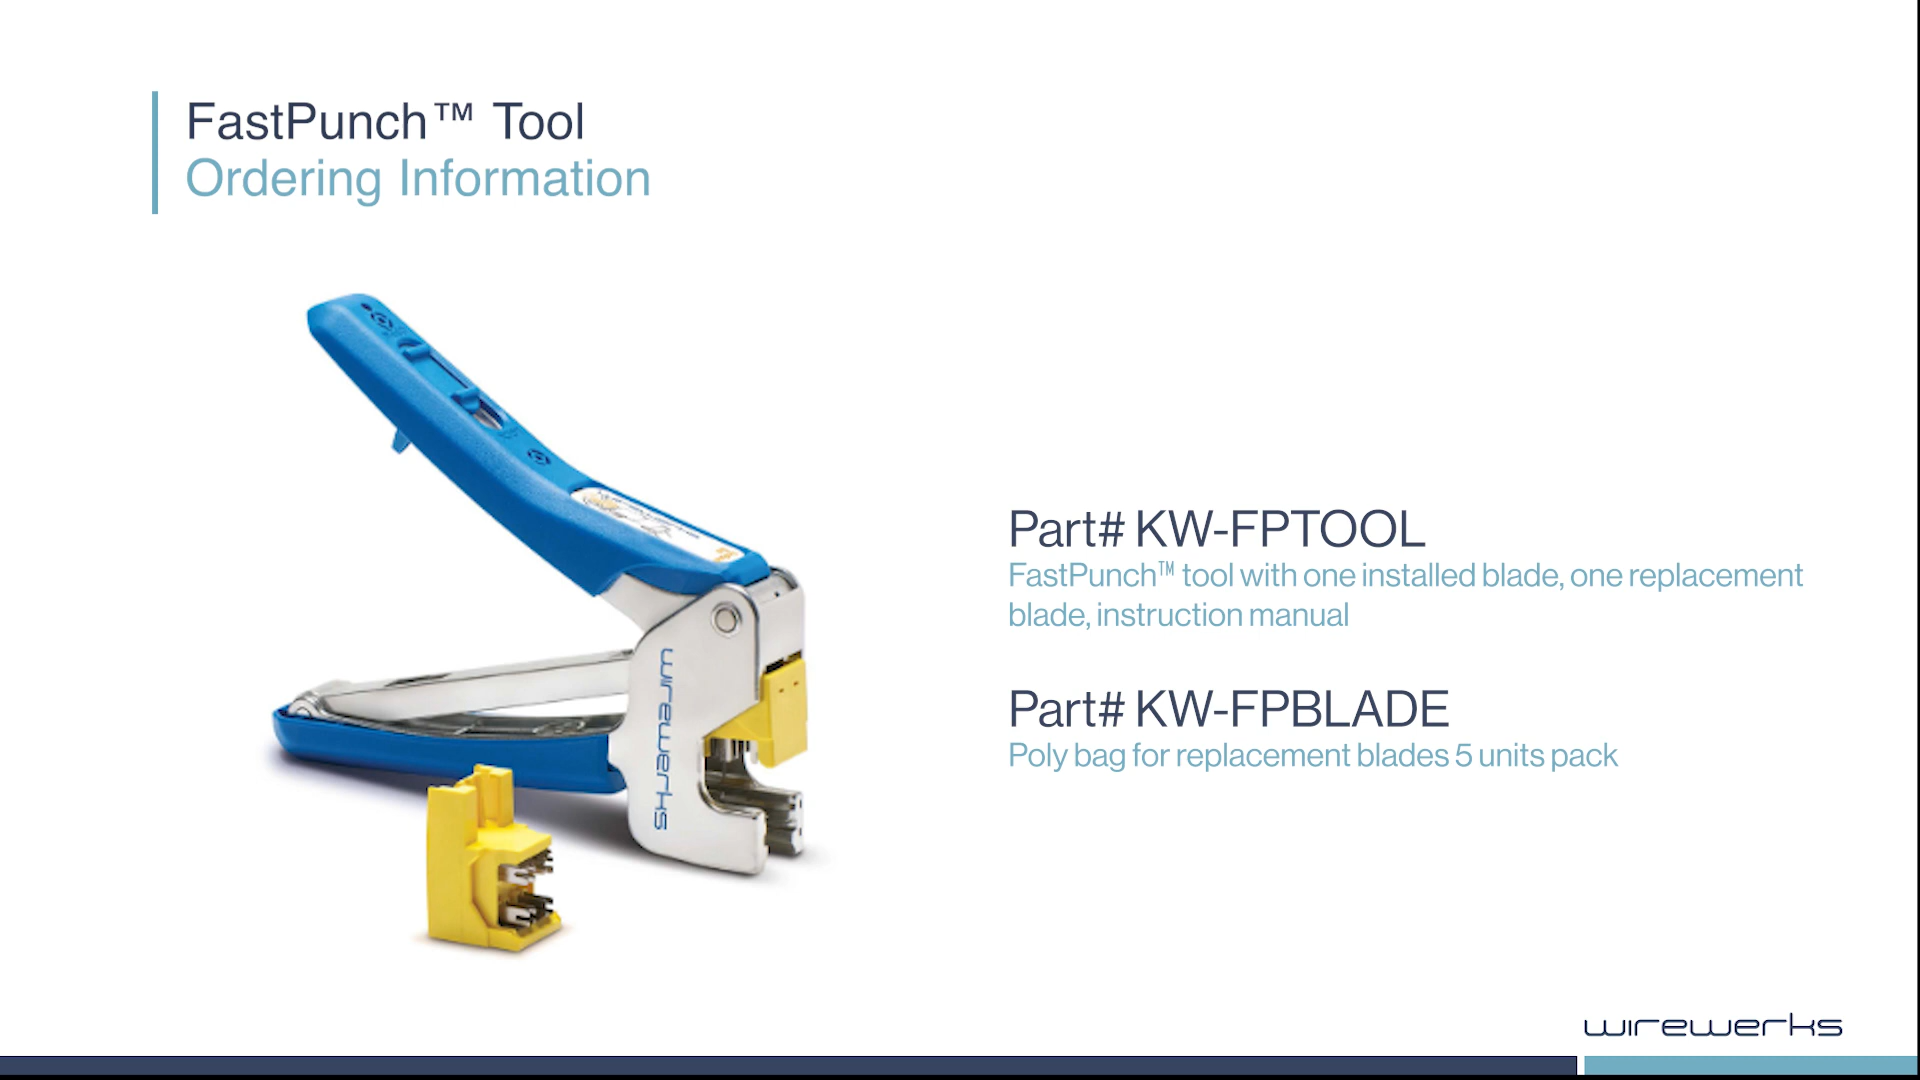 FastPunch™ Tool
Ordering Information
wirewerks
Part# KW-FPTOOL
FastPunch™ tool with one installed blade, one replacement
blade, instruction manual
Part# KW-FPBLADE
Poly bag for replacement blades 5 units pack
wirewerks